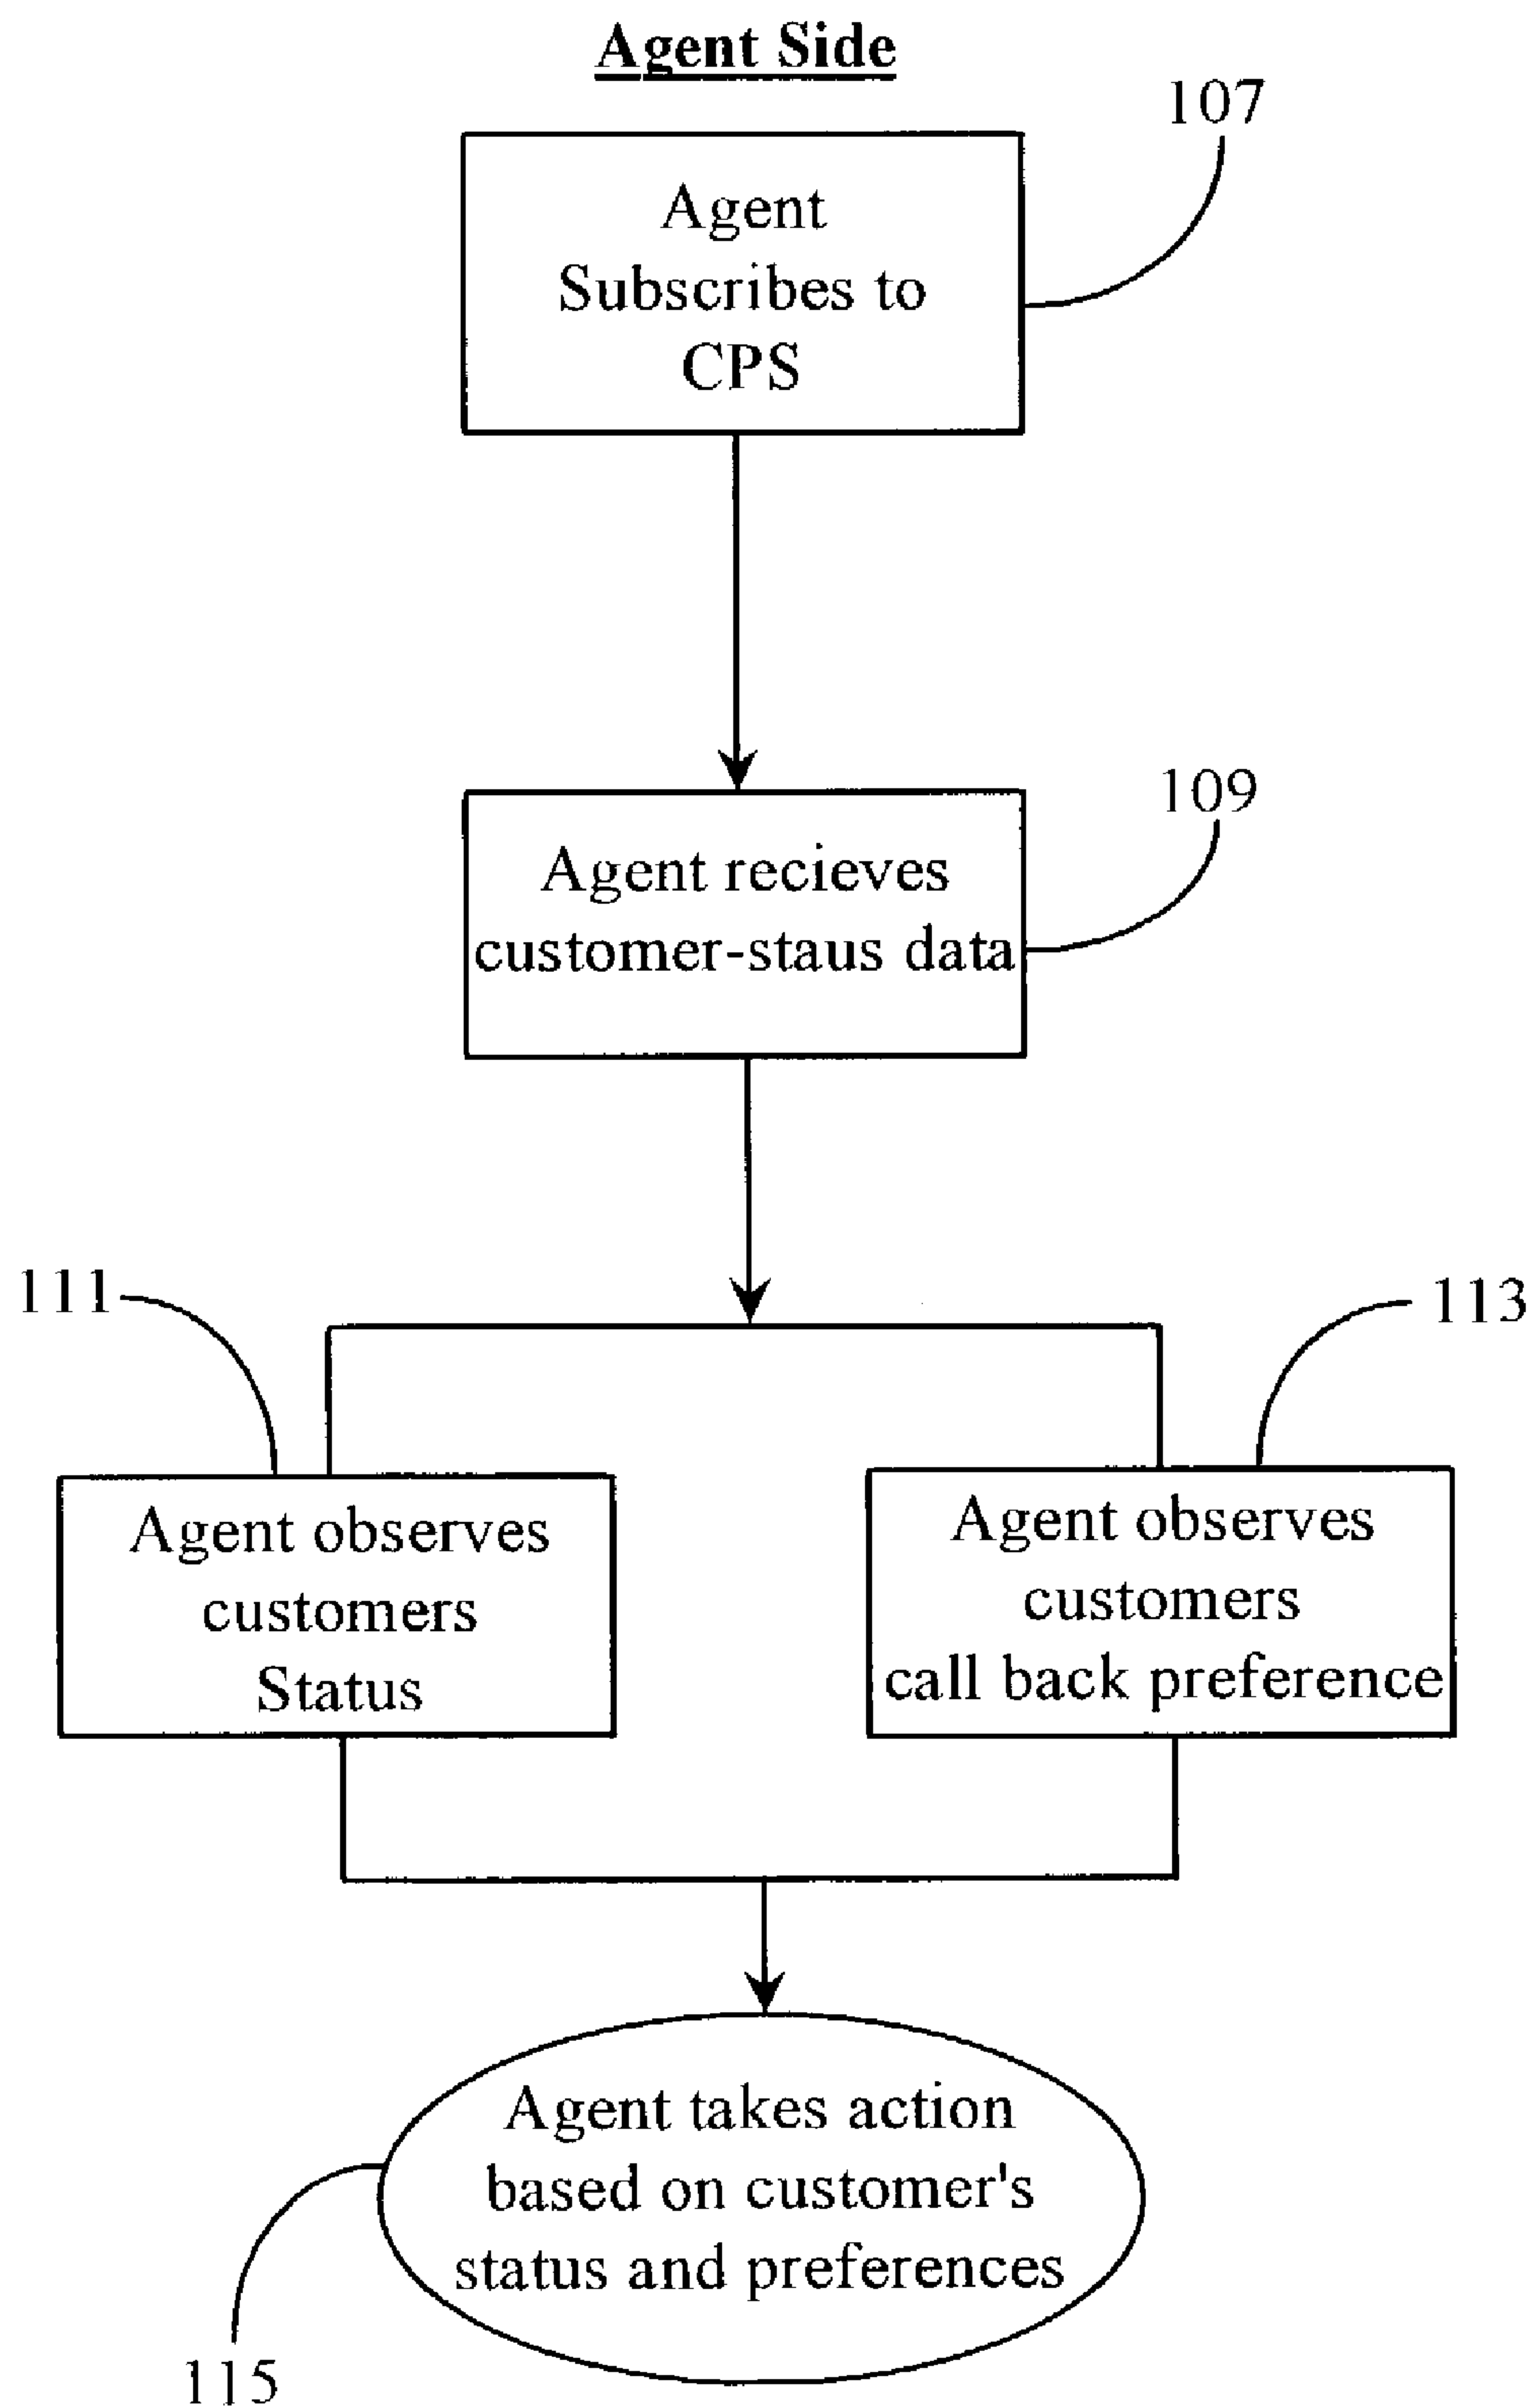 Agent Side
107
Agent
Subscribes to
CPS
109
Agent recieves
customer-staus data
111
113
Agent observes
customers
Status
Agent observes
customers
call back preference
Agent takes action
based on customer's
status and preferences
115